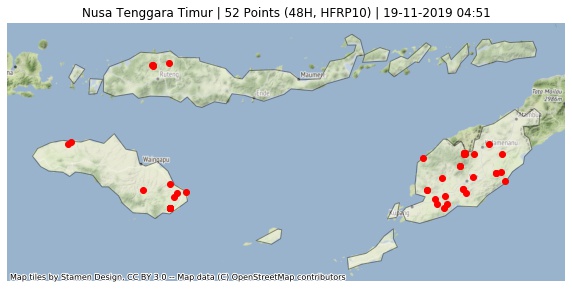 Nusa Tenggara Timur | 52 Points (48H, HFRP10) | 19-11-2019 04:51
Ruteng
Maumere
Ende
Waingapu
Kupang
Map tiles by Stamen Design, CC BY 3.0 -- Map data (C) OpenStreetMap contributors